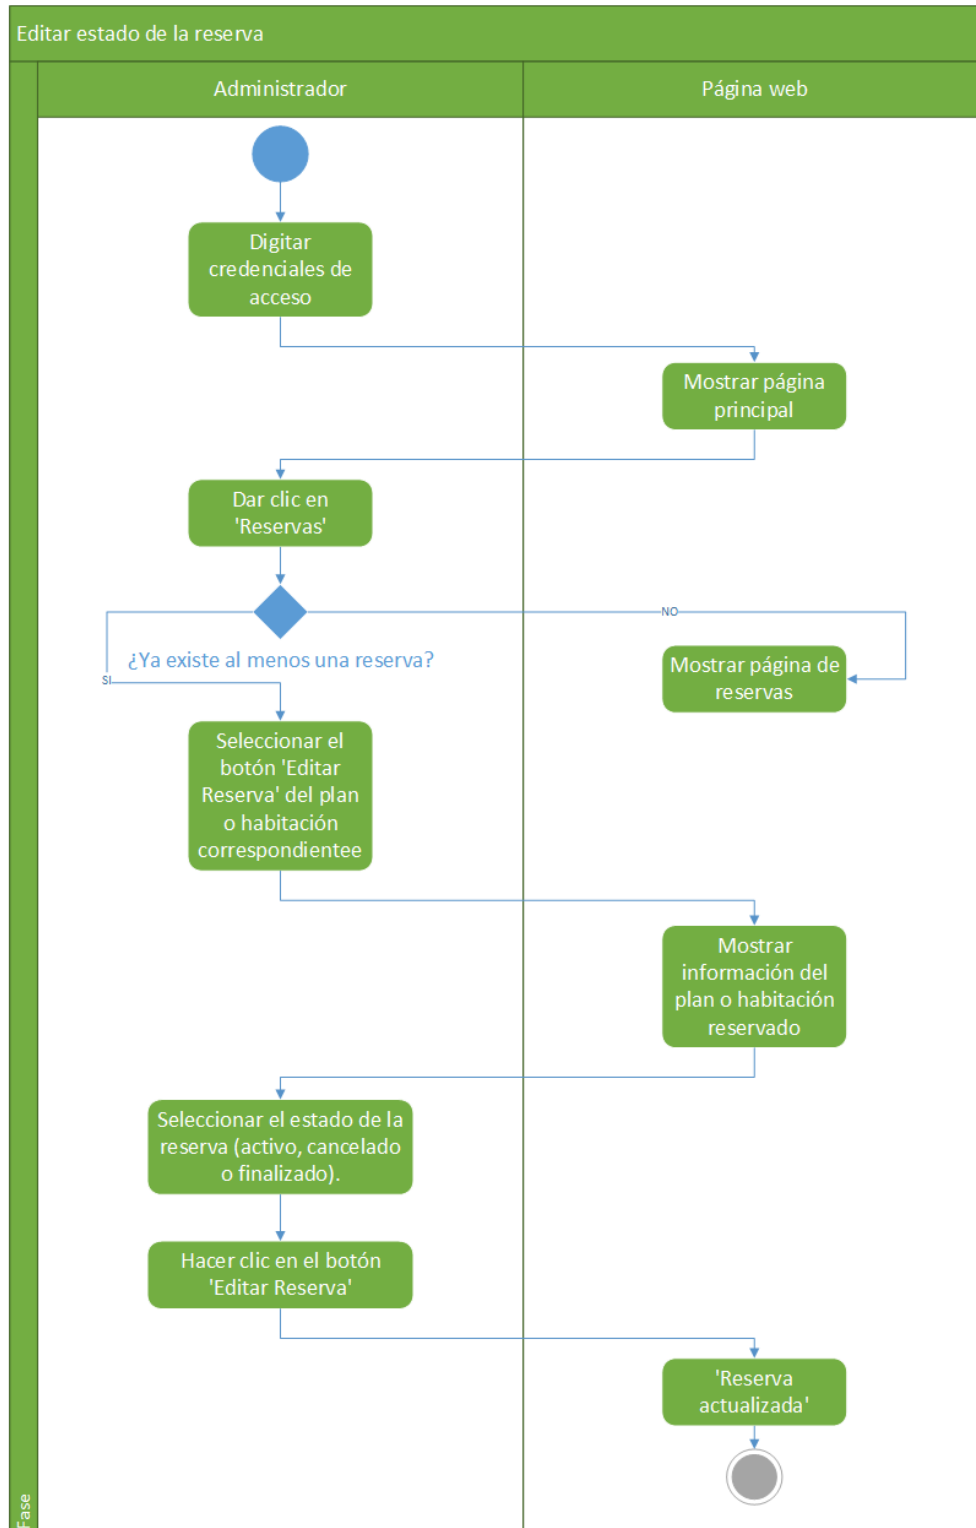 Editar estado de la reserva
Administrador
Página web
Digitar
credenciales de
acceso
Mostrar página
principal
Dar clic en
'Reservas'
NO
¿Ya existe al menos una reserva?
Mostrar página de
reservas
SI
Seleccionar el
botón 'Editar
Reserva' del plan
o habitación
correspondientee
Mostrar
información del
plan o habitación
reservado
Seleccionar el estado de la
reserva (activo, cancelado
o finalizado).
Hacer clic en el botón
'Editar Reserva'
'Reserva
actualizada'
Fase